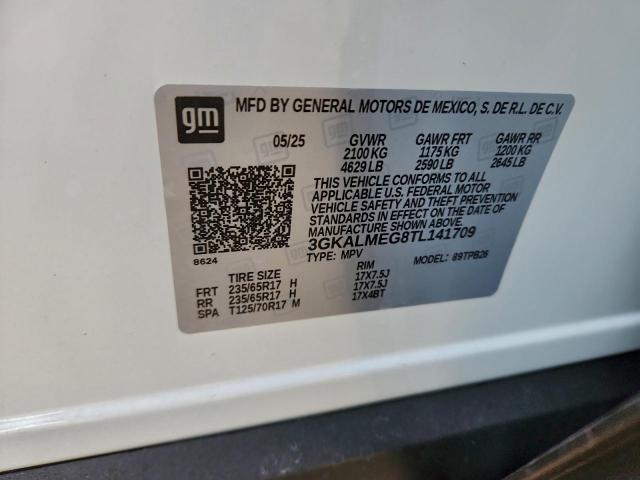 gm
MFD BY GENERAL MOTORS DE MEXICO, S. DE R.L. DE C.V.
05/25 GVWR GAWR FRT GAWR RR
2100 KG 1175 KG 1200 KG
4629 LB 2590 LB 2645 LB
THIS VEHICLE CONFORMS TO ALL
APPLICABLE U.S. FEDERAL MOTOR
VEHICLE SAFETY AND THEFT PREVENTION
STANDARDS IN EFFECT ON THE DATE OF
MANUFACTURE SHOWN ABOVE.
3GKALMEG8TL141709
8624
TYPE: MPV MODEL: 89TPB26
TIRE SIZE RIM
FRT 235/65R17 H 17X7.5J
RR 235/65R17 H 17X7.5J
SPA T125/70R17 M 17X4BT